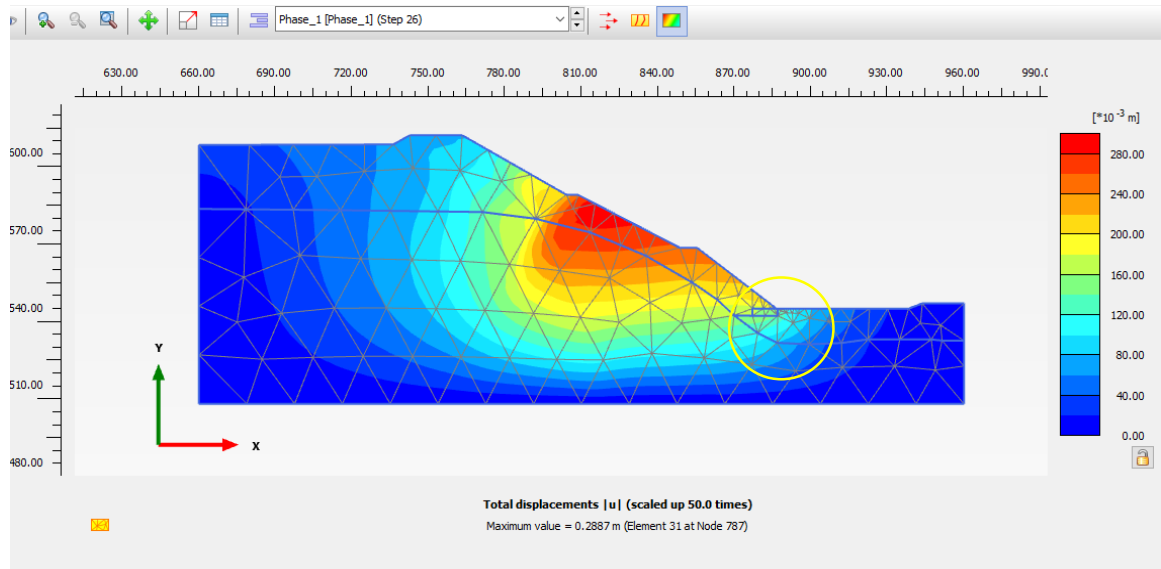 Phase_1 [Phase_1] (Step 26)
630.00 660.00 690.00 720.00 750.00 780.00 810.00 840.00 870.00 900.00 930.00 960.00 990.0
[*10 -3 m]
600.00
570.00
540.00
510.00
480.00
280.00
240.00
200.00
160.00
120.00
80.00
40.00
0.00
Y
X
Total displacements |u| (scaled up 50.0 times)
Maximum value = 0.2887 m (Element 31 at Node 787)